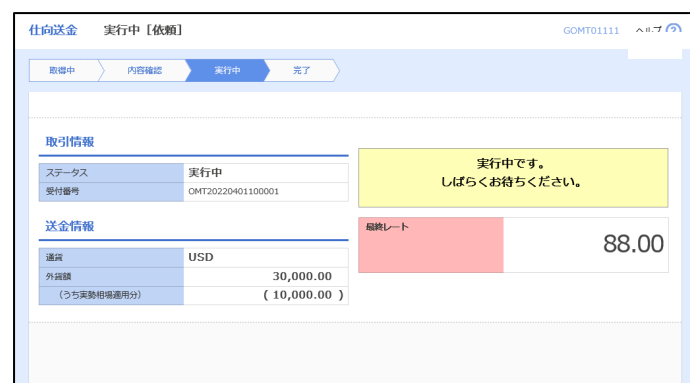 仕向送金 実行中［依頼］
GOMT01111 ヘルプ ?
取得中 内容確認 実行中 完了
取引情報
ステータス 実行中
受付番号 OMT20220401100001
実行中です。
しばらくお待ちください。
送金情報
通貨 USD
外貨額 30,000.00
（うち実勢相場適用分） ( 10,000.00 )
最終レート 88.00